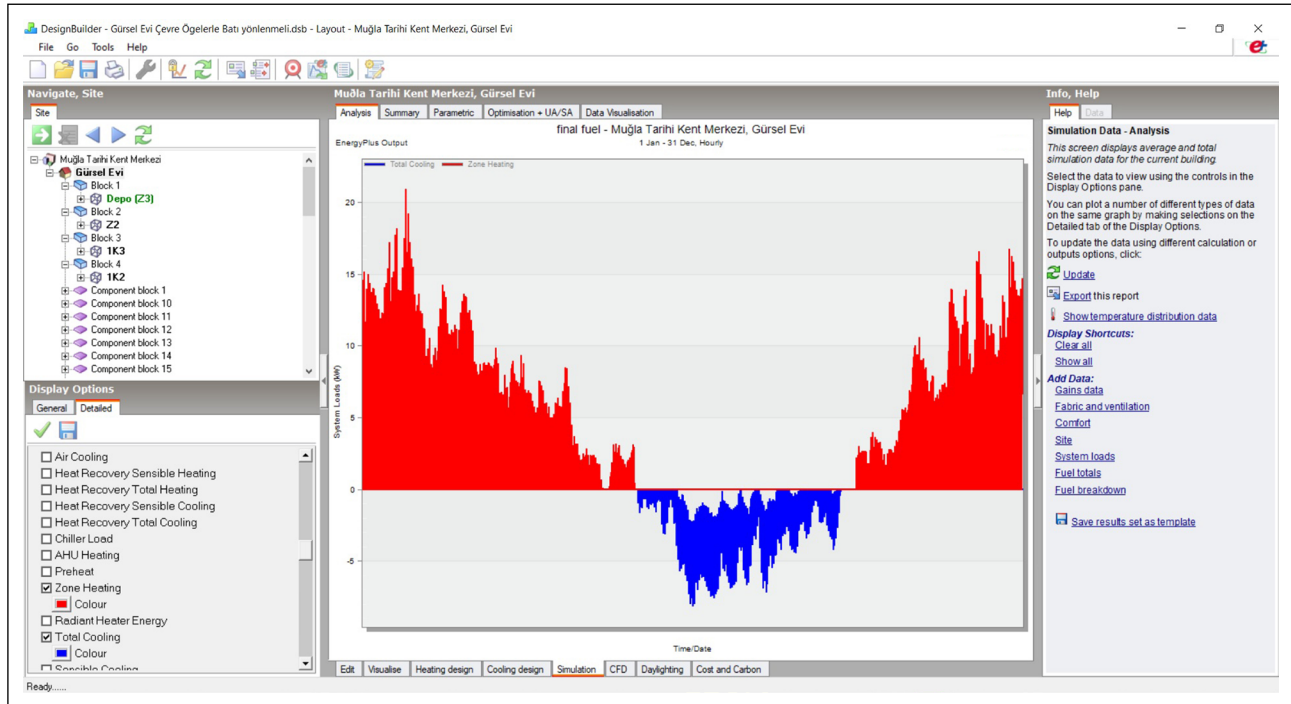 DesignBuilder - Gürsel Evi Çevre Ögelerle Batı yönlenmeli.dsb - Layout - Muğla Tarihi Kent Merkezi, Gürsel Evi
File Go Tools Help
Navigate, Site
Site
Muğla Tarihi Kent Merkezi
Gürsel Evi
Block 1
Depo (Z3)
Block 2
Z2
Block 3
1K3
Block 4
1K2
Component block 1
Component block 10
Component block 11
Component block 12
Component block 13
Component block 14
Component block 15
Display Options
General Detailed
Air Cooling
Heat Recovery Sensible Heating
Heat Recovery Total Heating
Heat Recovery Sensible Cooling
Heat Recovery Total Cooling
Chiller Load
AHU Heating
Preheat
Zone Heating
Colour
Radiant Heater Energy
Total Cooling
Colour
Sensible Cooling
Ready......
Muðla Tarihi Kent Merkezi, Gürsel Evi
Analysis Summary Parametric Optimisation + UA/SA Data Visualisation
final fuel - Muğla Tarihi Kent Merkezi, Gürsel Evi
EnergyPlus Output 1 Jan - 31 Dec, Hourly
Total Cooling Zone Heating
20
15
10
5
0
-5
System Loads (kW)
Time/Date
Edit Visualise Heating design Cooling design Simulation CFD Daylighting Cost and Carbon
et
Info, Help
Help Data
Simulation Data - Analysis
This screen displays average and total
simulation data for the current building.
Select the data to view using the controls in the
Display Options pane.
You can plot a number of different types of data
on the same graph by making selections on the
Detailed tab of the Display Options.
To update the data using different calculation or
outputs options, click:
Update
Export this report
Show temperature distribution data
Display Shortcuts:
Clear all
Show all
Add Data:
Gains data
Fabric and ventilation
Comfort
Site
System loads
Fuel totals
Fuel breakdown
Save results set as template